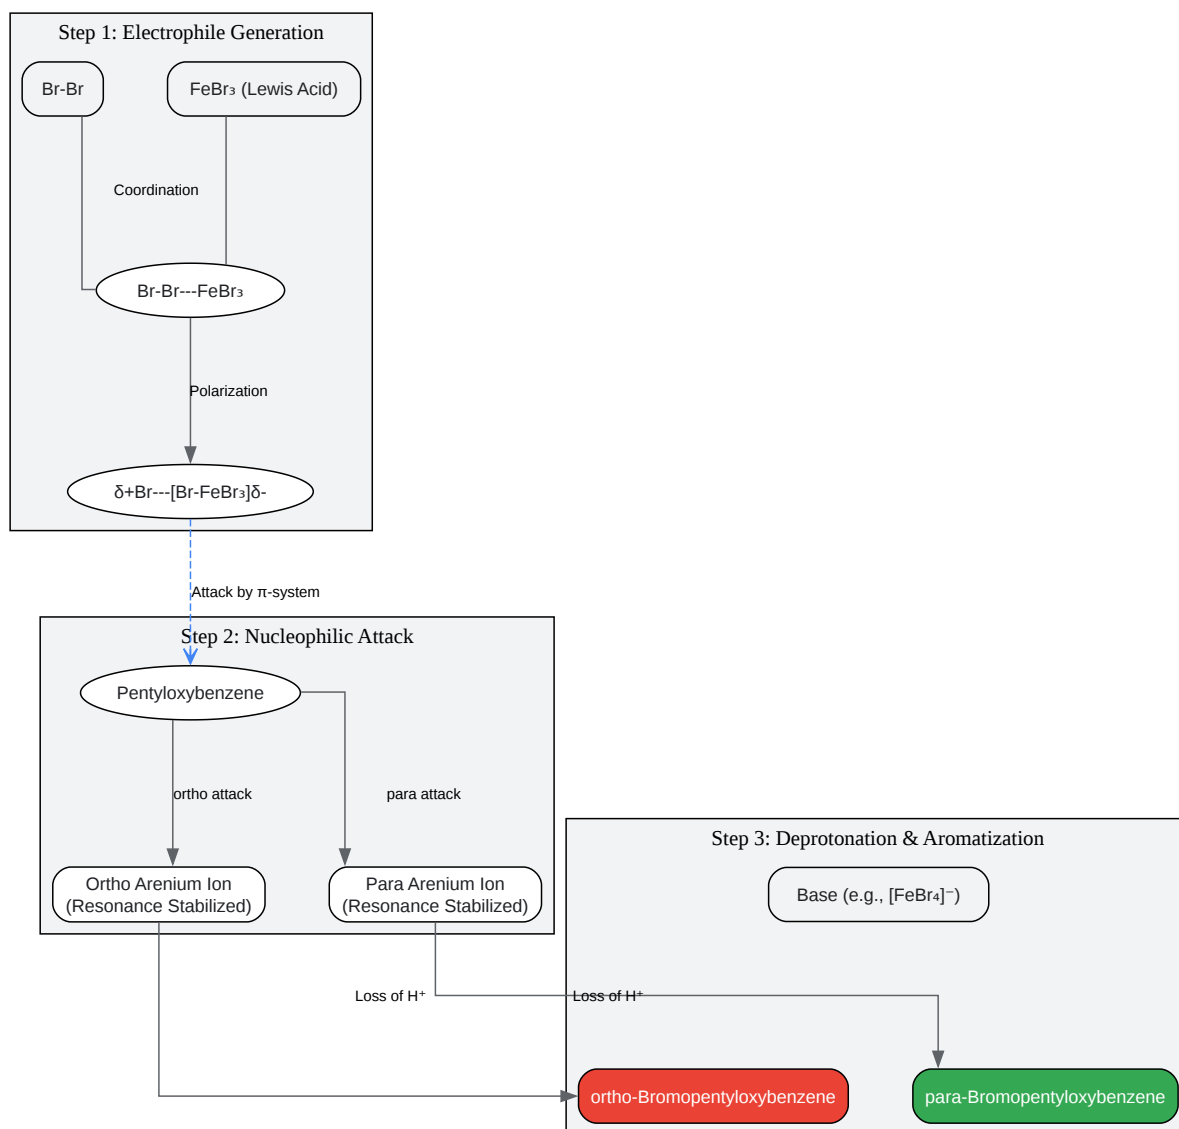 Step 1: Electrophile Generation
Br-Br
FeBr₃ (Lewis Acid)
Coordination
Br-Br---FeBr₃
Polarization
δ+Br---[Br-FeBr₃]δ-
Attack by π-system
Step 2: Nucleophilic Attack
Pentyloxybenzene
ortho attack
para attack
Ortho Arenium Ion
(Resonance Stabilized)
Para Arenium Ion
(Resonance Stabilized)
Step 3: Deprotonation & Aromatization
Base (e.g., [FeBr₄]⁻)
Loss of H⁺
Loss of H⁺
ortho-Bromopentyloxybenzene
para-Bromopentyloxybenzene